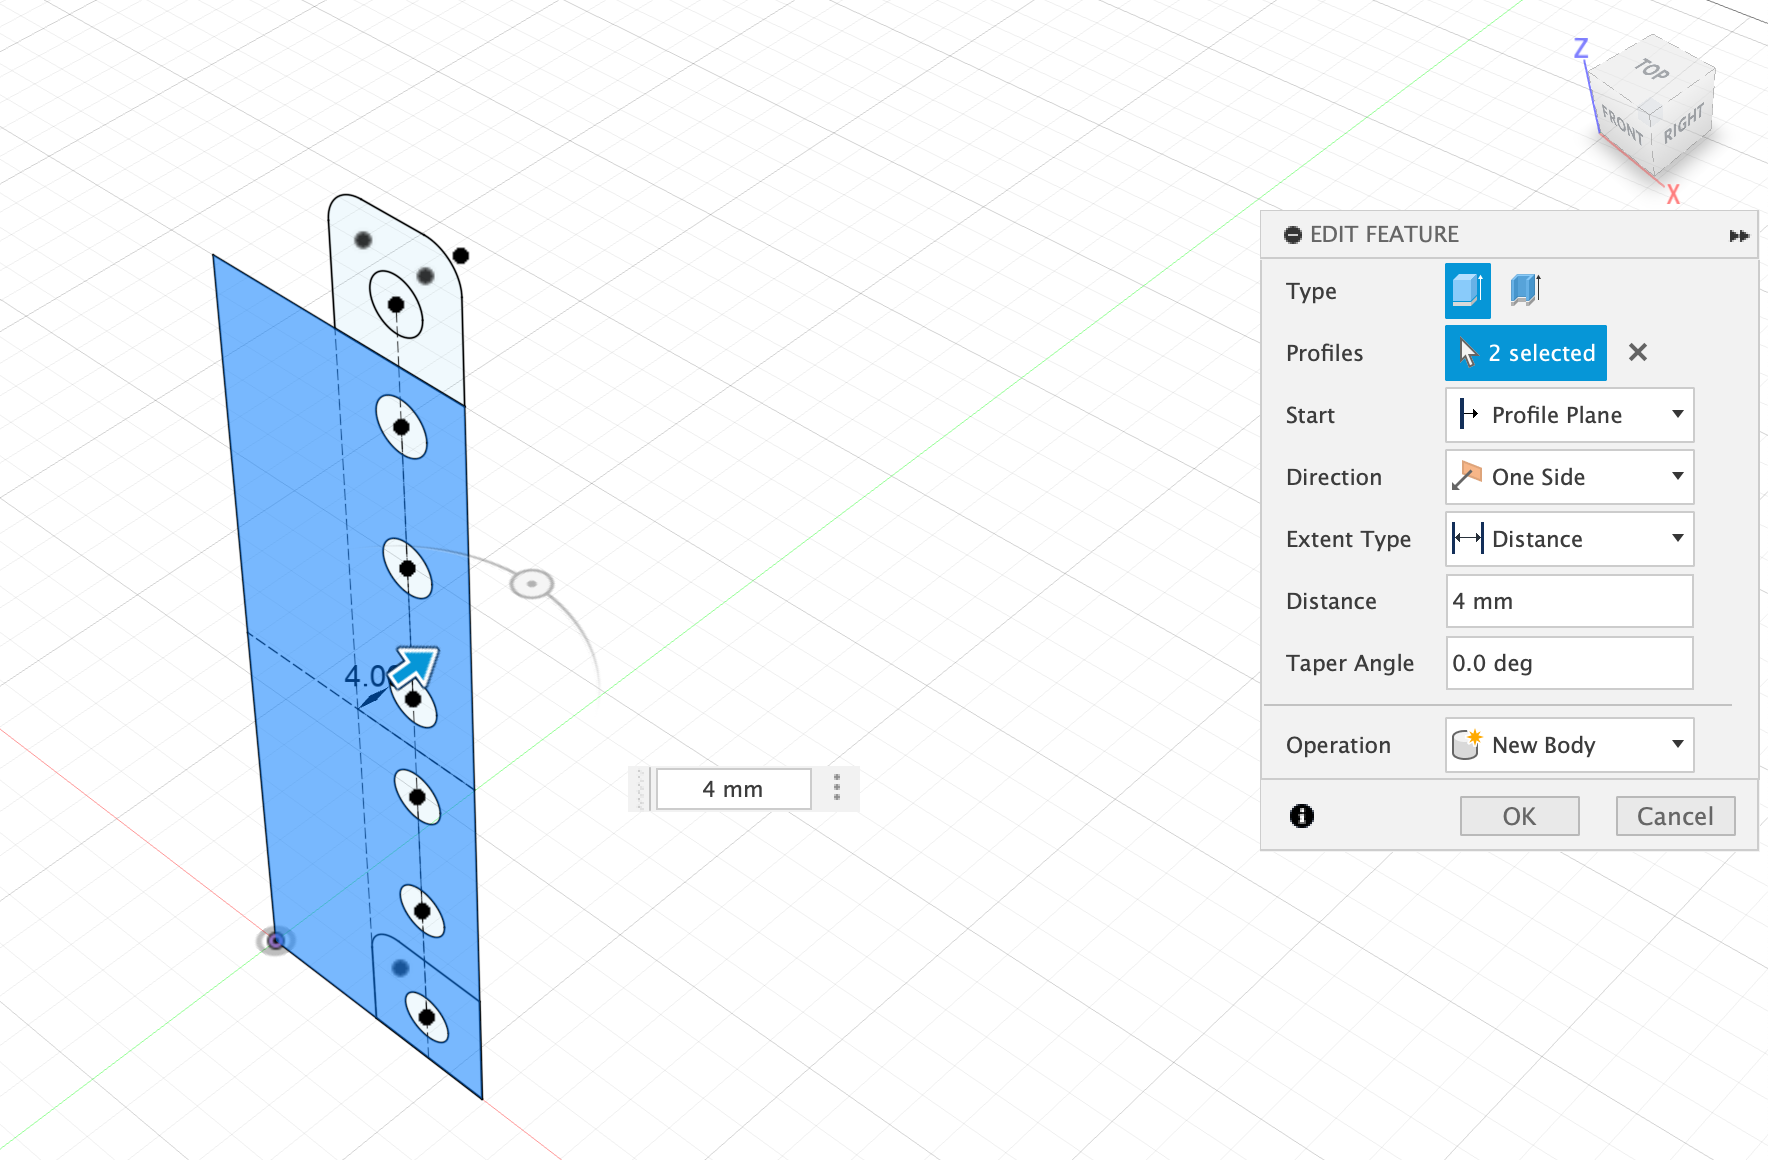 Z
TOP
FRONT
RIGHT
X
EDIT FEATURE
Type
Profiles
2 selected
Start
Profile Plane
Direction
One Side
Extent Type
Distance
Distance
4 mm
Taper Angle
0.0 deg
Operation
New Body
OK
Cancel
4.0
4 mm